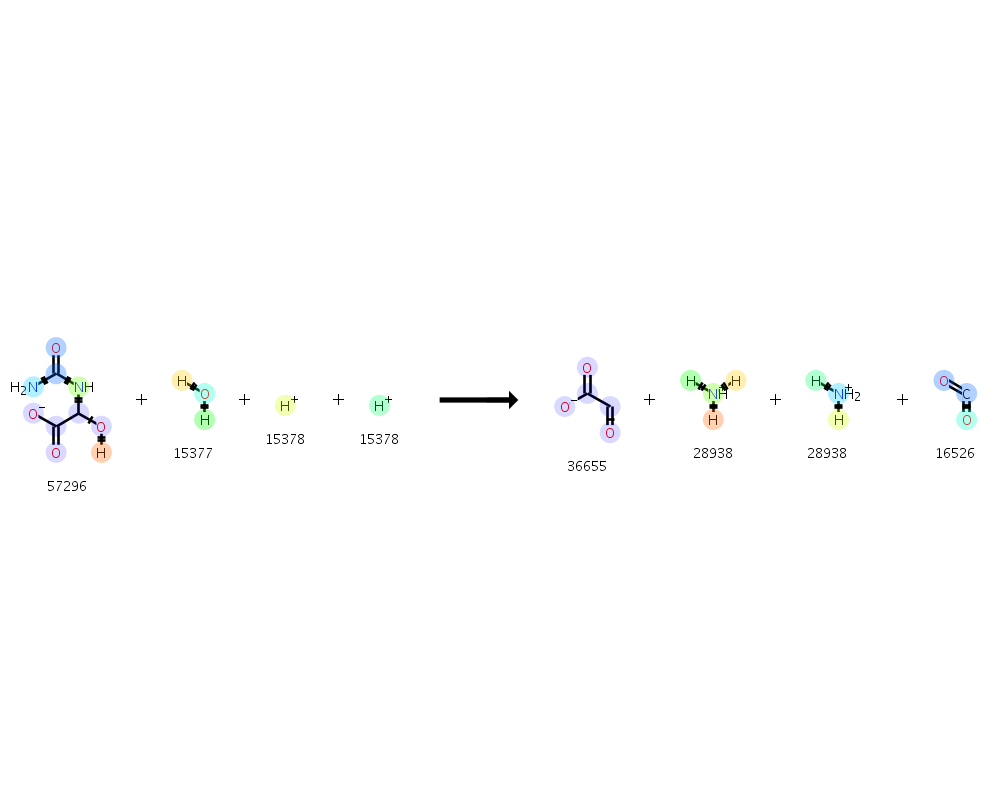 O
H2N NH
O− O
O H
57296
+
H O
H
15377
+
H+
15378
+
H+
15378
O
O−
O
36655
+
H NH+ H
H
28938
+
H NH2+
H
28938
+
O C
O
16526